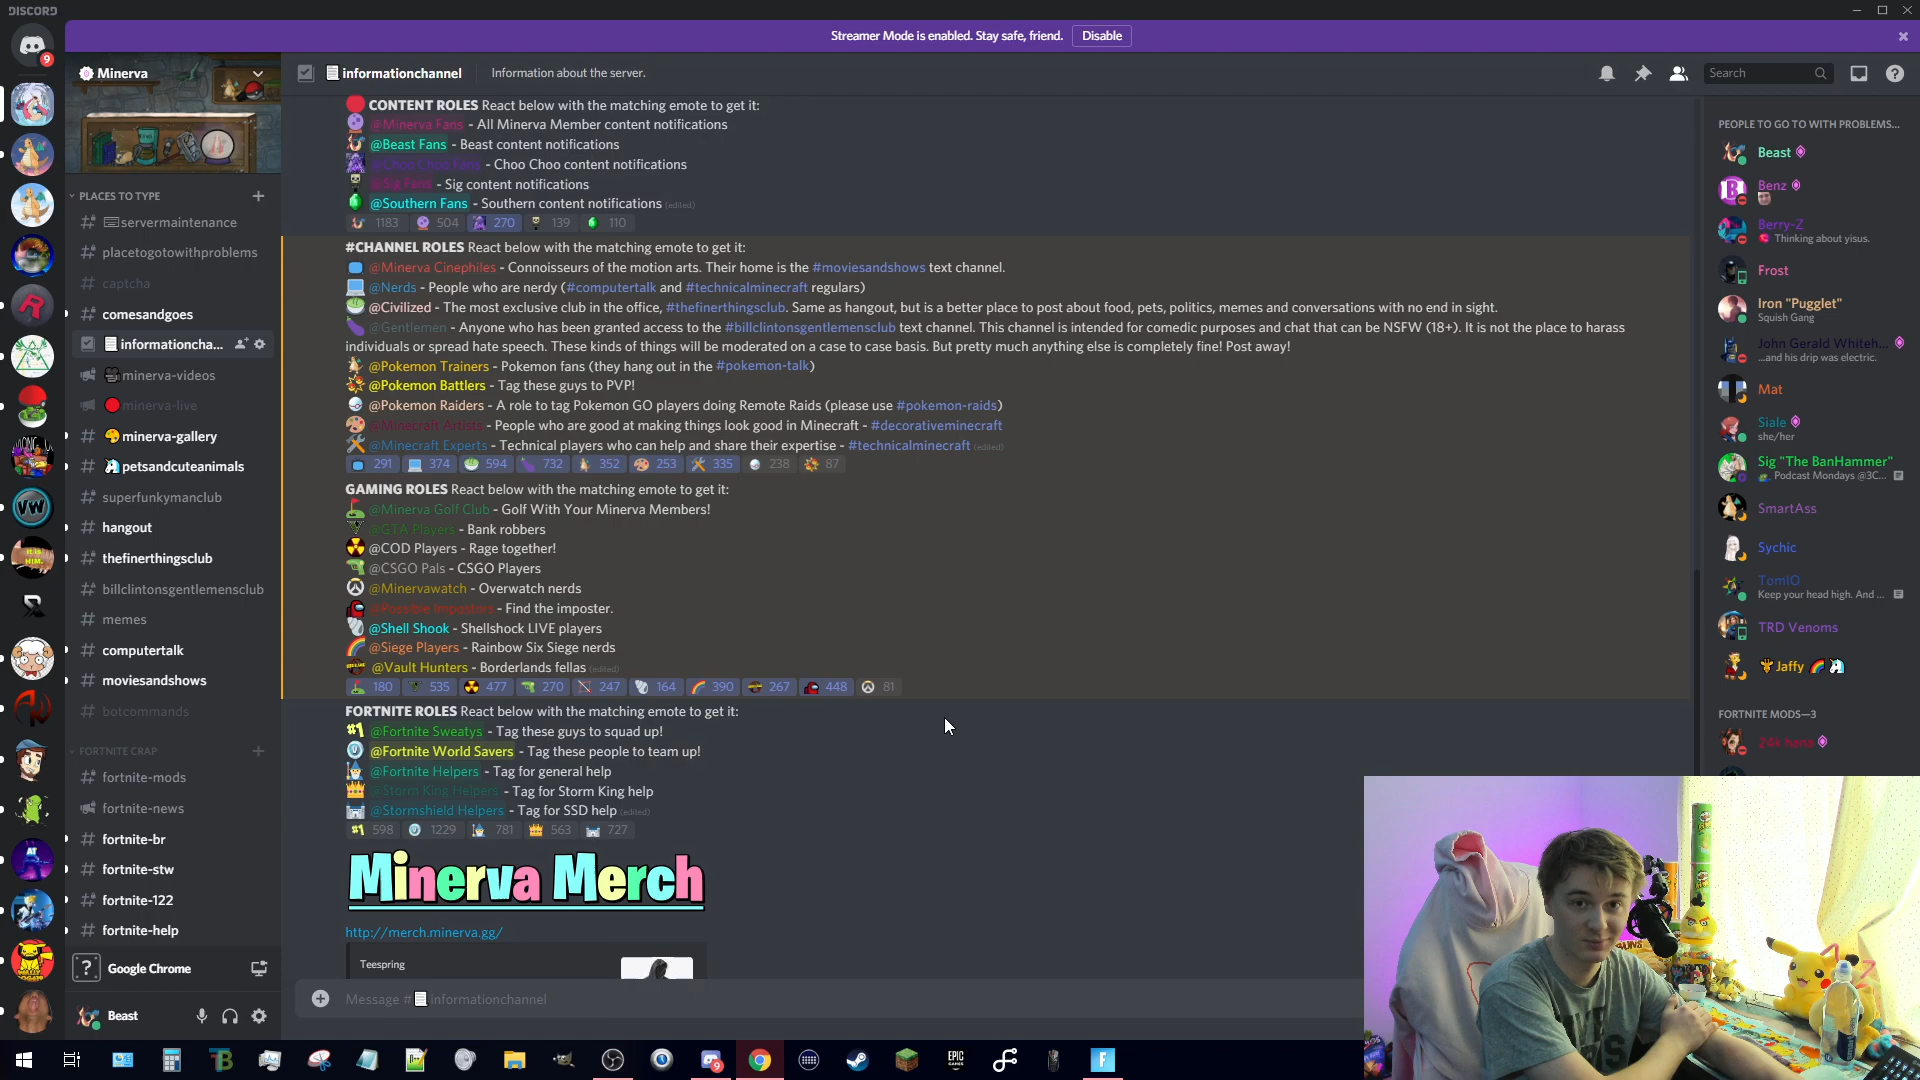 DISCORD
Streamer Mode is enabled. Stay safe, friend. Disable
9
Minerva
informationchannel Information about the server.
Search
PLACES TO TYPE
servermaintenance
placetogotowithproblems
captcha
comesandgoes
informationcha...
minerva-videos
minerva-live
minerva-gallery
petsandcuteanimals
superfunkymanclub
hangout
thefinerthingsclub
billclintonsgentlemensclub
memes
computertalk
moviesandshows
botcommands
FORTNITE CRAP
fortnite-mods
fortnite-news
fortnite-br
fortnite-stw
fortnite-122
fortnite-help
Google Chrome
Beast
CONTENT ROLES React below with the matching emote to get it:
@Minerva Fans - All Minerva Member content notifications
@Beast Fans - Beast content notifications
@Choo Choo Fans - Choo Choo content notifications
@Sig Fans - Sig content notifications
@Southern Fans - Southern content notifications (edited)
1183 504 270 139 110
#CHANNEL ROLES React below with the matching emote to get it:
@Minerva Cinephiles - Connoisseurs of the motion arts. Their home is the #moviesandshows text channel.
@Nerds - People who are nerdy (#computertalk and #technicalminecraft regulars)
@Civilized - The most exclusive club in the office, #thefinerthingsclub. Same as hangout, but is a better place to post about food, pets, politics, memes and conversations with no end in sight.
@Gentlemen - Anyone who has been granted access to the #billclintonsgentlemensclub text channel. This channel is intended for comedic purposes and chat that can be NSFW (18+). It is not the place to harass
individuals or spread hate speech. These kinds of things will be moderated on a case to case basis. But pretty much anything else is completely fine! Post away!
@Pokemon Trainers - Pokemon fans (they hang out in the #pokemon-talk)
@Pokemon Battlers - Tag these guys to PVP!
@Pokemon Raiders - A role to tag Pokemon GO players doing Remote Raids (please use #pokemon-raids)
@Minecraft Artists - People who are good at making things look good in Minecraft - #decorativeminecraft
@Minecraft Experts - Technical players who can help and share their expertise - #technicalminecraft (edited)
291 374 594 732 352 253 335 238 87
GAMING ROLES React below with the matching emote to get it:
@Minerva Golf Club - Golf With Your Minerva Members!
@GTA Players - Bank robbers
@COD Players - Rage together!
@CSGO Pals - CSGO Players
@Minervawatch - Overwatch nerds
@Possible Imposters - Find the imposter.
@Shell Shook - Shellshock LIVE players
@Siege Players - Rainbow Six Siege nerds
@Vault Hunters - Borderlands fellas (edited)
180 535 477 270 247 164 390 267 448 81
FORTNITE ROLES React below with the matching emote to get it:
#1 @Fortnite Sweatys - Tag these guys to squad up!
@Fortnite World Savers - Tag these people to team up!
@Fortnite Helpers - Tag for general help
@Storm King Helpers - Tag for Storm King help
@Stormshield Helpers - Tag for SSD help (edited)
#1 598 1229 781 563 727
Minerva Merch
http://merch.minerva.gg/
Teespring
Message #informationchannel
PEOPLE TO GO TO WITH PROBLEMS...
Beast
Benz
Berry-Z
Thinking about yisus.
Frost
Iron "Pugglet"
Squish Gang
John Gerald Whiteh...
...and his drip was electric.
Mat
Siale
she/her
Sig "The BanHammer"
Podcast Mondays @3C...
SmartAss
Sychic
TomIO
Keep your head high. And ...
TRD Venoms
Jaffy
FORTNITE MODS—3
24k hans
EPIC
GAMES
9